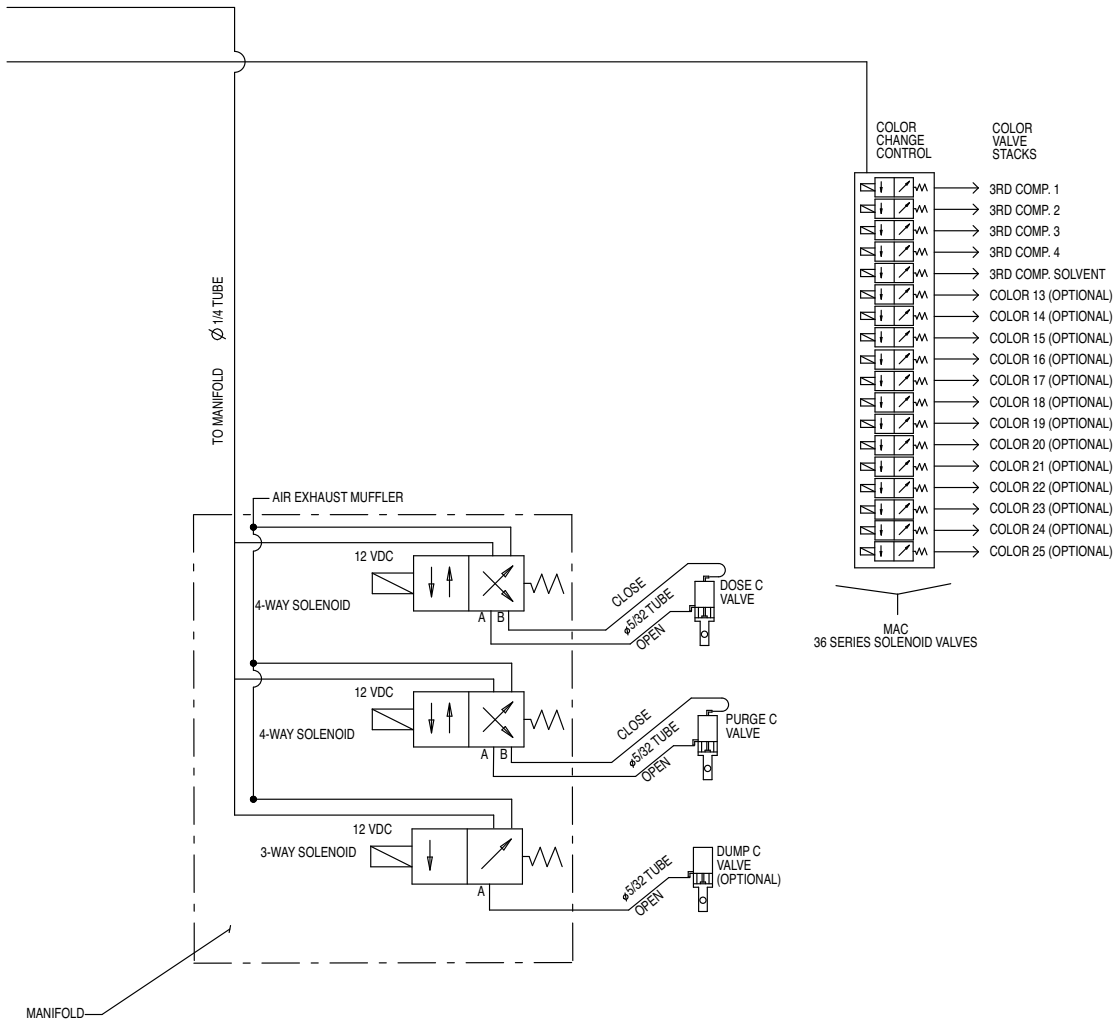 COLOR
CHANGE
CONTROL
COLOR
VALVE
STACKS
3RD COMP. 1
3RD COMP. 2
3RD COMP. 3
3RD COMP. 4
3RD COMP. SOLVENT
COLOR 13 (OPTIONAL)
COLOR 14 (OPTIONAL)
COLOR 15 (OPTIONAL)
COLOR 16 (OPTIONAL)
COLOR 17 (OPTIONAL)
COLOR 18 (OPTIONAL)
COLOR 19 (OPTIONAL)
COLOR 20 (OPTIONAL)
COLOR 21 (OPTIONAL)
COLOR 22 (OPTIONAL)
COLOR 23 (OPTIONAL)
COLOR 24 (OPTIONAL)
COLOR 25 (OPTIONAL)
MAC
36 SERIES SOLENOID VALVES
TO MANIFOLD Ø 1/4 TUBE
AIR EXHAUST MUFFLER
12 VDC
4-WAY SOLENOID
A B
CLOSE
ø5/32 TUBE
OPEN
DOSE C
VALVE
12 VDC
4-WAY SOLENOID
A B
CLOSE
ø5/32 TUBE
OPEN
PURGE C
VALVE
12 VDC
3-WAY SOLENOID
A
ø5/32 TUBE
OPEN
DUMP C
VALVE
(OPTIONAL)
MANIFOLD